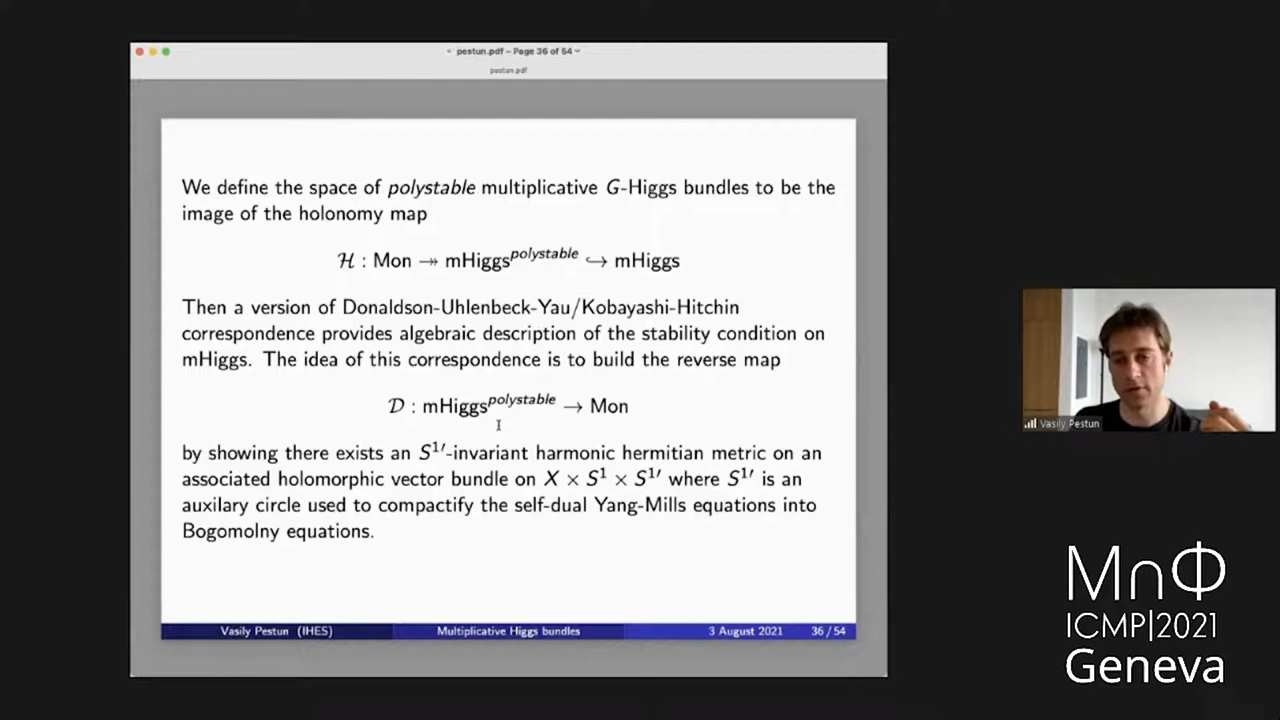 pestun.pdf – Page 36 of 54
pestun.pdf
We define the space of polystable multiplicative G-Higgs bundles to be the
image of the holonomy map
ℋ : Mon ↠ mHiggs^polystable ↪ mHiggs
Then a version of Donaldson-Uhlenbeck-Yau/Kobayashi-Hitchin
correspondence provides algebraic description of the stability condition on
mHiggs. The idea of this correspondence is to build the reverse map
𝒟 : mHiggs^polystable → Mon
by showing there exists an S¹′-invariant harmonic hermitian metric on an
associated holomorphic vector bundle on X × S¹ × S¹′ where S¹′ is an
auxilary circle used to compactify the self-dual Yang-Mills equations into
Bogomolny equations.
Vasily Pestun (IHES) Multiplicative Higgs bundles 3 August 2021 36 / 54
Vasily Pestun
M∩Φ
ICMP|2021
Geneva